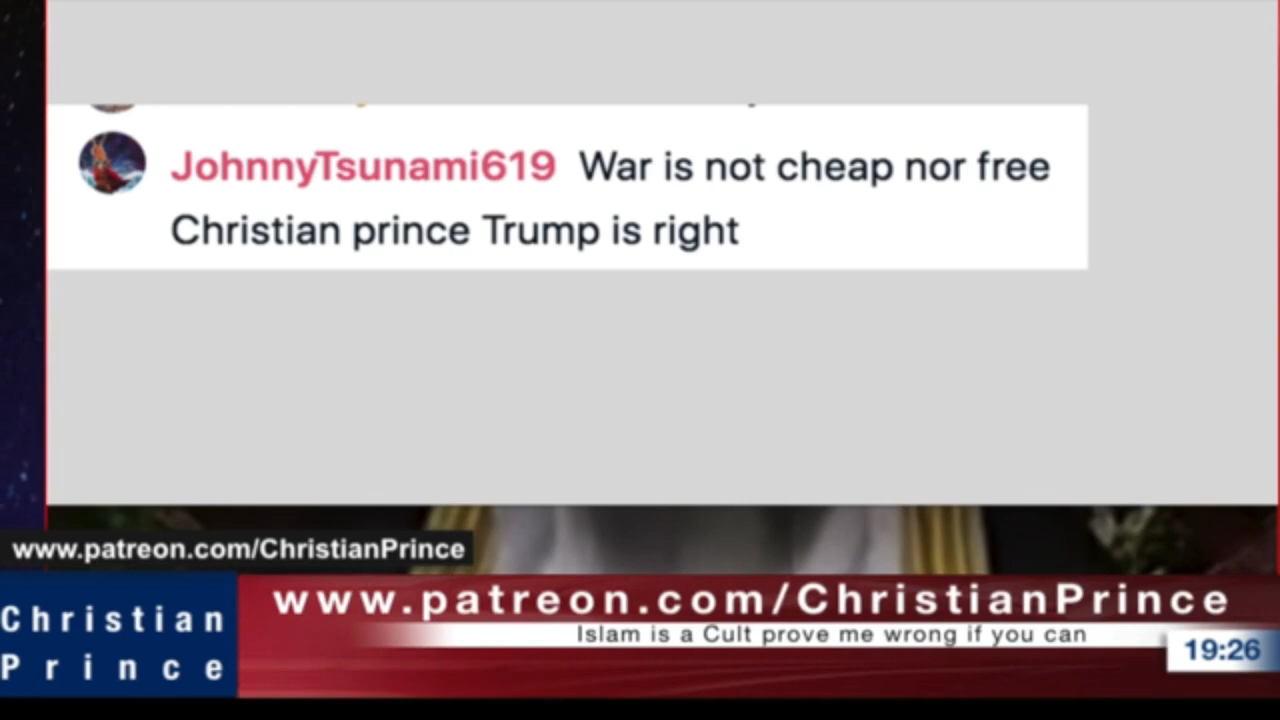 JohnnyTsunami619 War is not cheap nor free
Christian prince Trump is right
www.patreon.com/ChristianPrince
Christian
Prince
www.patreon.com/ChristianPrince
Islam is a Cult prove me wrong if you can
19:26